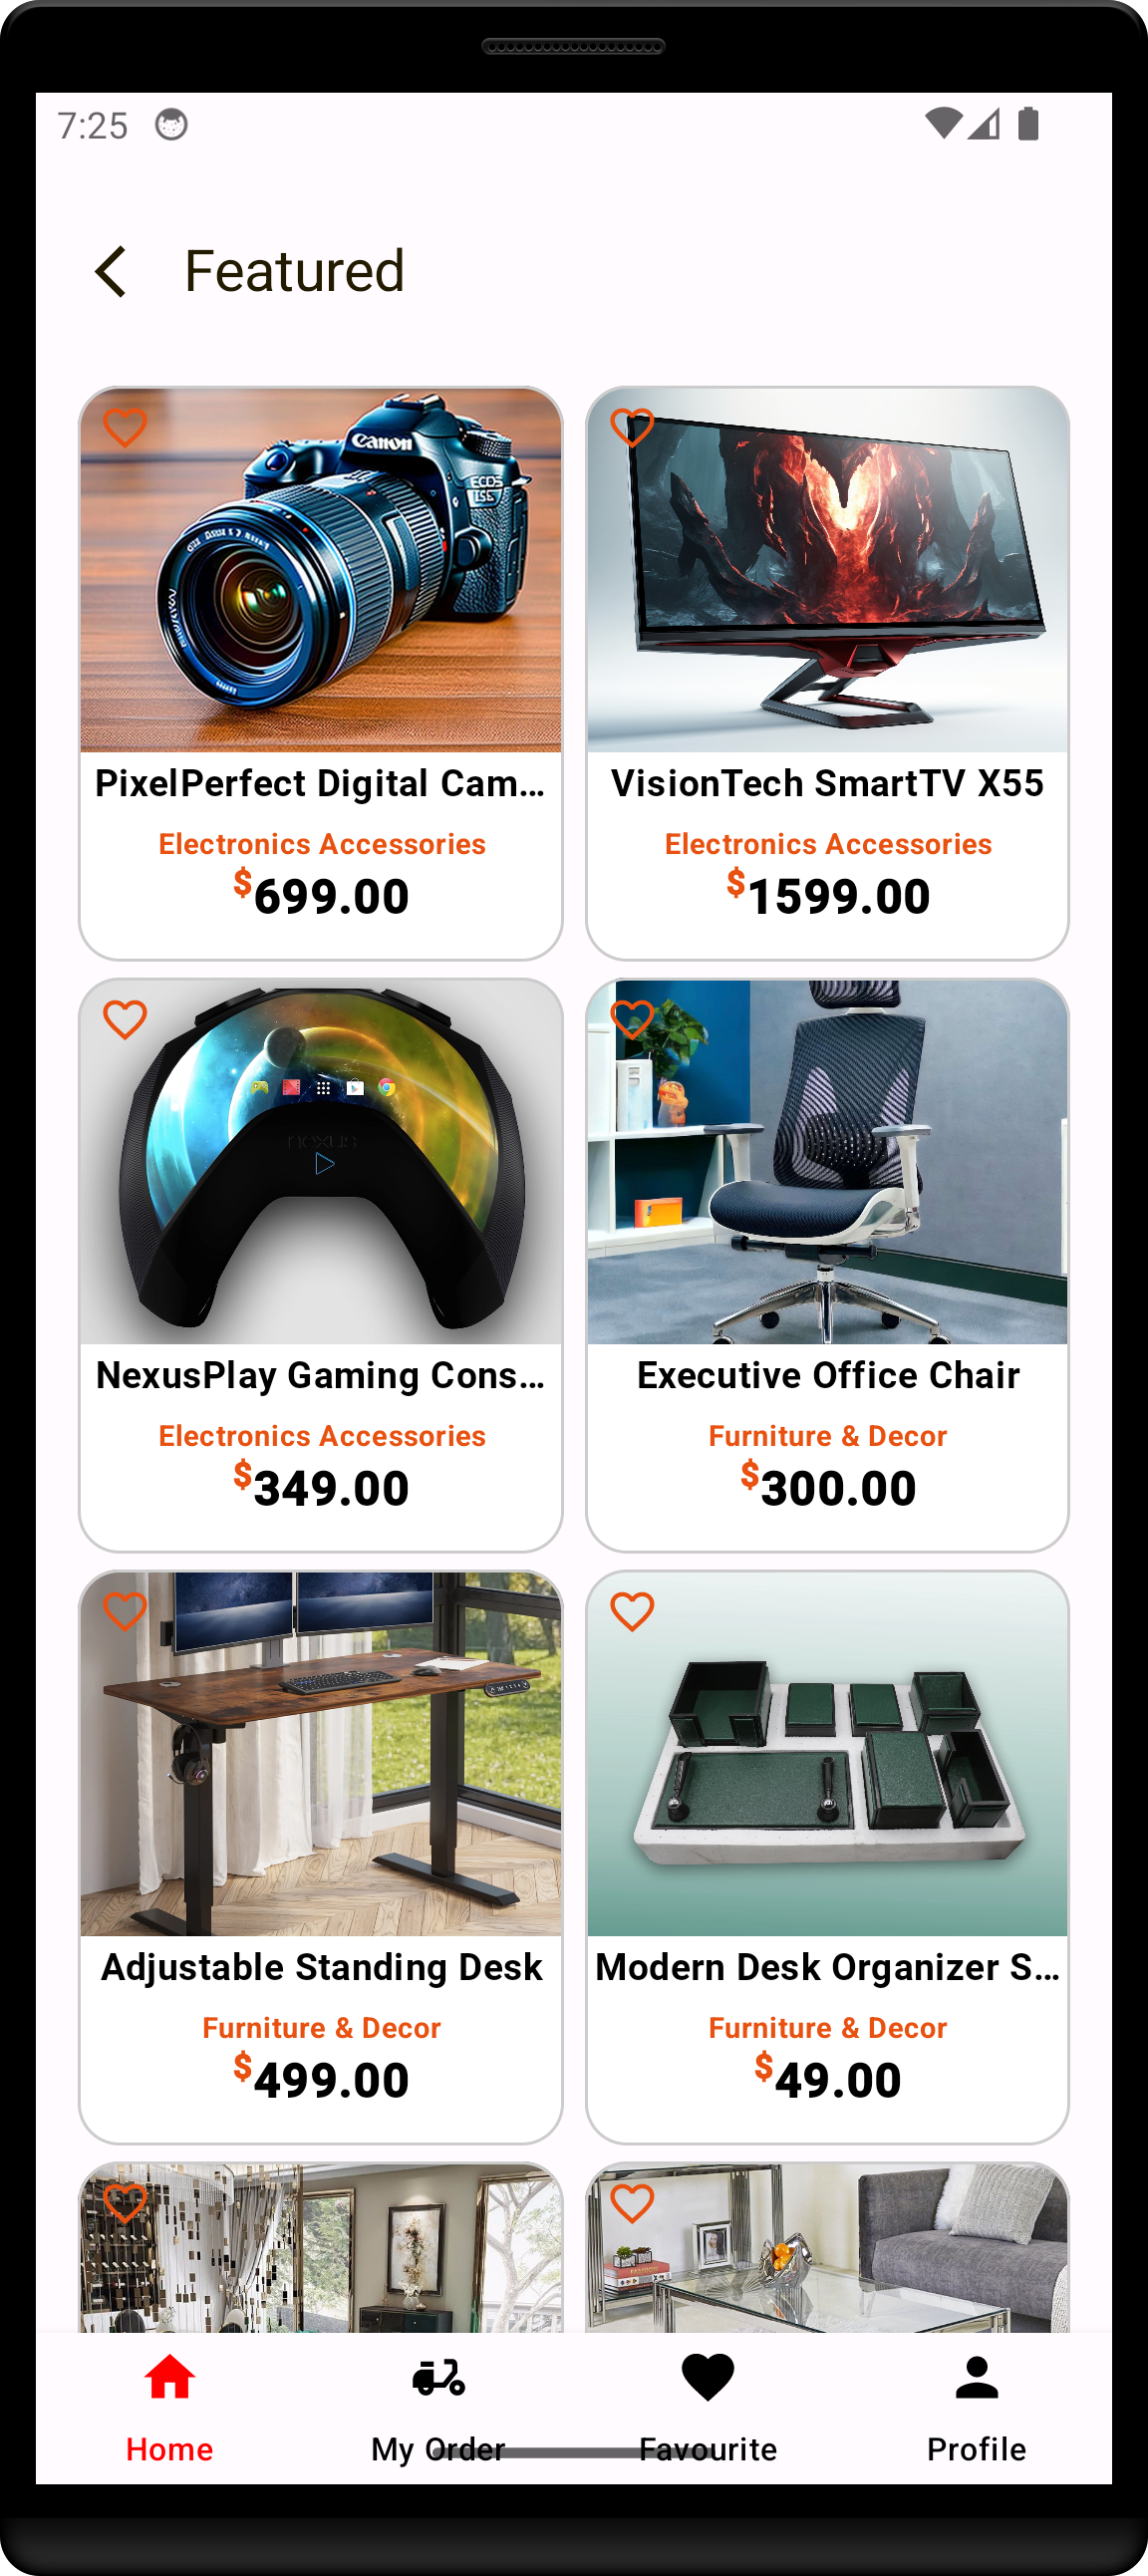 7:25
Featured
Canon
PixelPerfect Digital Cam...
Electronics Accessories
$699.00
VisionTech SmartTV X55
Electronics Accessories
$1599.00
nexus
NexusPlay Gaming Cons...
Electronics Accessories
$349.00
Executive Office Chair
Furniture & Decor
$300.00
Adjustable Standing Desk
Furniture & Decor
$499.00
Modern Desk Organizer S...
Furniture & Decor
$49.00
Home
My Order
Favourite
Profile